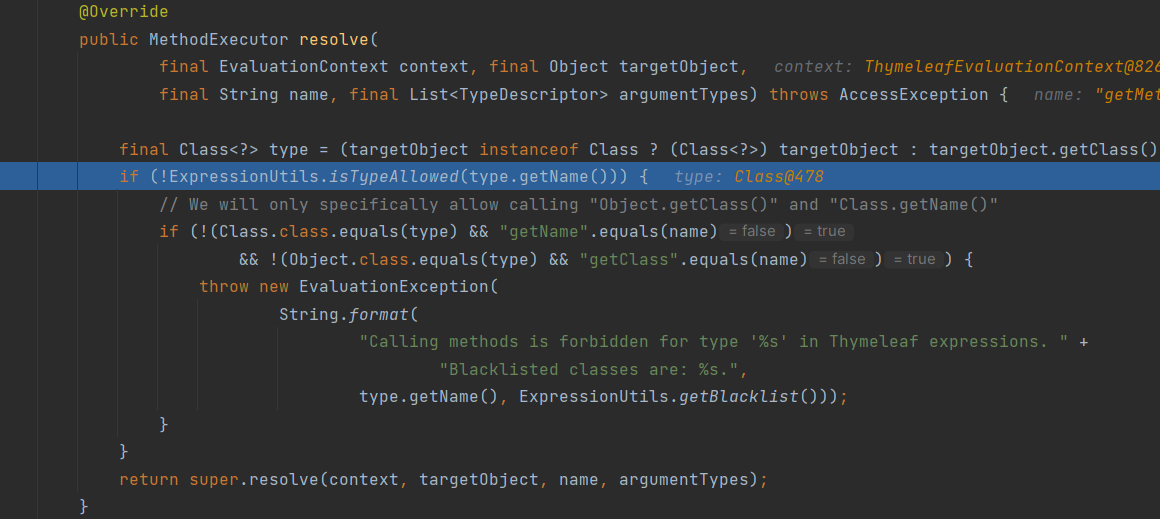 @Override
public MethodExecutor resolve(
final EvaluationContext context, final Object targetObject, context: ThymeleafEvaluationContext@826
final String name, final List<TypeDescriptor> argumentTypes) throws AccessException { name: "getMet
final Class<?> type = (targetObject instanceof Class ? (Class<?>) targetObject : targetObject.getClass()
if (!ExpressionUtils.isTypeAllowed(type.getName())) { type: Class@478
// We will only specifically allow calling "Object.getClass()" and "Class.getName()"
if (!(Class.class.equals(type) && "getName".equals(name) = false ) = true
&& !(Object.class.equals(type) && "getClass".equals(name) = false ) = true ) {
throw new EvaluationException(
String.format(
"Calling methods is forbidden for type '%s' in Thymeleaf expressions. " +
"Blacklisted classes are: %s.",
type.getName(), ExpressionUtils.getBlacklist()));
}
}
return super.resolve(context, targetObject, name, argumentTypes);
}